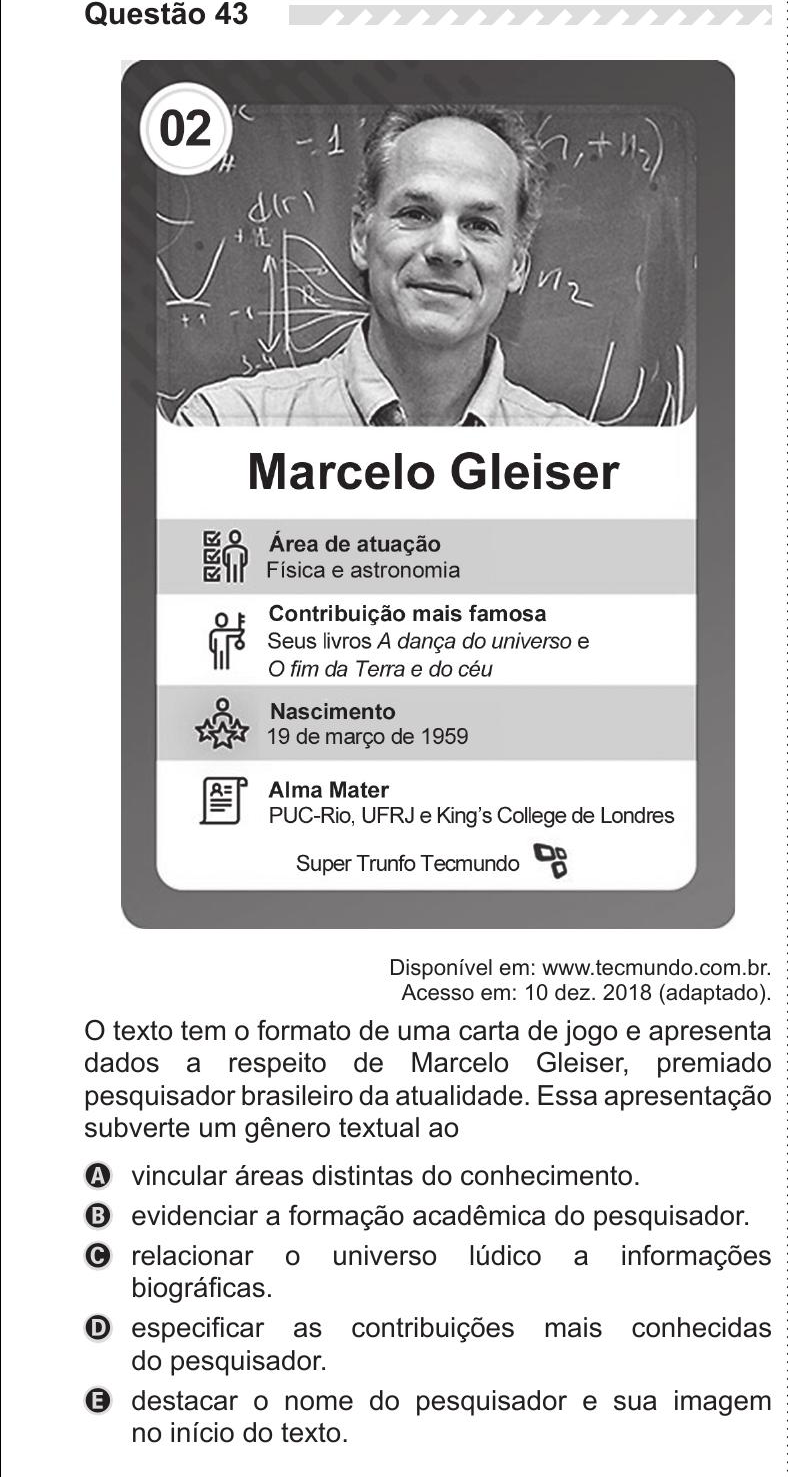 Questão 43
02
- 1
n, + n₂)
d(r)
+ n
R
n₂
+1
-1
Marcelo Gleiser
Área de atuação
Física e astronomia
Contribuição mais famosa
Seus livros A dança do universo e
O fim da Terra e do céu
Nascimento
19 de março de 1959
Alma Mater
PUC-Rio, UFRJ e King's College de Londres
Super Trunfo Tecmundo
Disponível em: www.tecmundo.com.br.
Acesso em: 10 dez. 2018 (adaptado).
O texto tem o formato de uma carta de jogo e apresenta
dados a respeito de Marcelo Gleiser, premiado
pesquisador brasileiro da atualidade. Essa apresentação
subverte um gênero textual ao
A vincular áreas distintas do conhecimento.
B evidenciar a formação acadêmica do pesquisador.
C relacionar o universo lúdico a informações
biográficas.
D especificar as contribuições mais conhecidas
do pesquisador.
E destacar o nome do pesquisador e sua imagem
no início do texto.